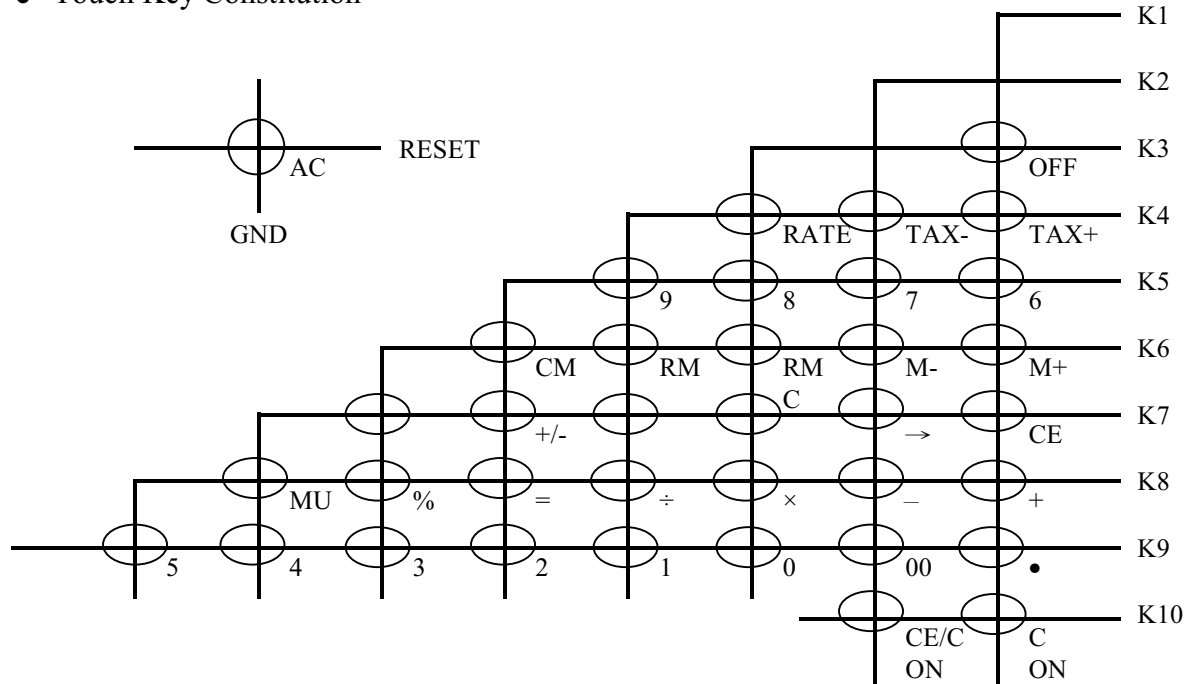 • Touch Key Constitution
K1
K2
RESET
AC
K3
OFF
GND
K4
RATE TAX- TAX+
K5
9 8 7 6
K6
CM RM RM M- M+
C
K7
+/- → CE
K8
MU % = ÷ × – +
K9
5 4 3 2 1 0 00 •
K10
CE/C C
ON ON